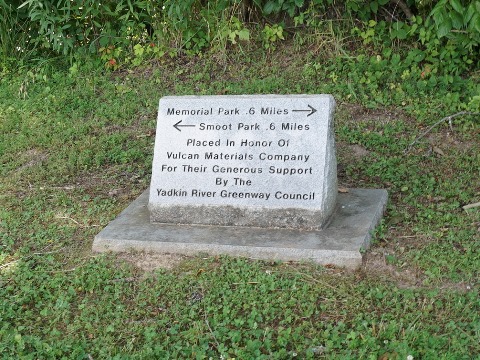 Memorial Park .6 Miles →
← Smoot Park .6 Miles
Placed In Honor Of
Vulcan Materials Company
For Their Generous Support
By The
Yadkin River Greenway Council